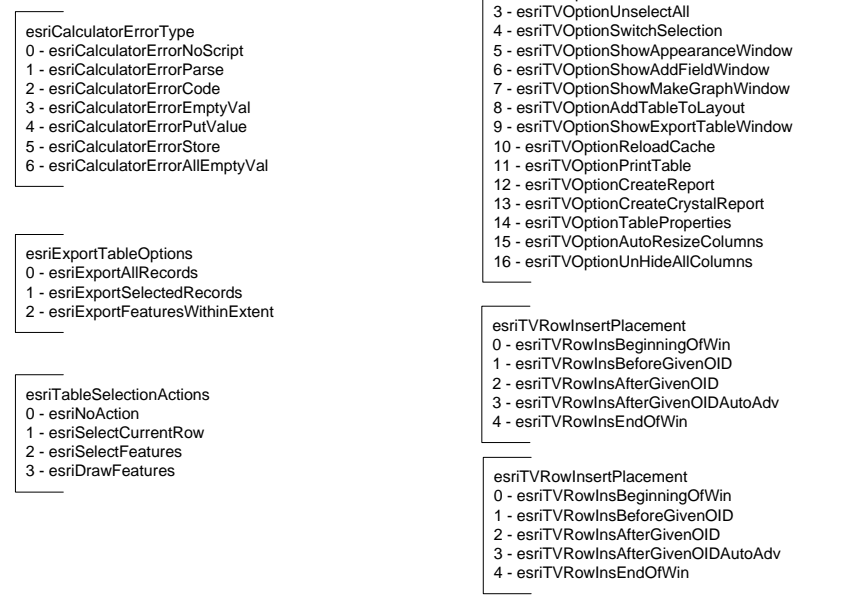 esriCalculatorErrorType
0 - esriCalculatorErrorNoScript
1 - esriCalculatorErrorParse
2 - esriCalculatorErrorCode
3 - esriCalculatorErrorEmptyVal
4 - esriCalculatorErrorPutValue
5 - esriCalculatorErrorStore
6 - esriCalculatorErrorAllEmptyVal
esriExportTableOptions
0 - esriExportAllRecords
1 - esriExportSelectedRecords
2 - esriExportFeaturesWithinExtent
esriTableSelectionActions
0 - esriNoAction
1 - esriSelectCurrentRow
2 - esriSelectFeatures
3 - esriDrawFeatures
3 - esriTVOptionUnselectAll
4 - esriTVOptionSwitchSelection
5 - esriTVOptionShowAppearanceWindow
6 - esriTVOptionShowAddFieldWindow
7 - esriTVOptionShowMakeGraphWindow
8 - esriTVOptionAddTableToLayout
9 - esriTVOptionShowExportTableWindow
10 - esriTVOptionReloadCache
11 - esriTVOptionPrintTable
12 - esriTVOptionCreateReport
13 - esriTVOptionCreateCrystalReport
14 - esriTVOptionTableProperties
15 - esriTVOptionAutoResizeColumns
16 - esriTVOptionUnHideAllColumns
esriTVRowInsertPlacement
0 - esriTVRowInsBeginningOfWin
1 - esriTVRowInsBeforeGivenOID
2 - esriTVRowInsAfterGivenOID
3 - esriTVRowInsAfterGivenOIDAutoAdv
4 - esriTVRowInsEndOfWin
esriTVRowInsertPlacement
0 - esriTVRowInsBeginningOfWin
1 - esriTVRowInsBeforeGivenOID
2 - esriTVRowInsAfterGivenOID
3 - esriTVRowInsAfterGivenOIDAutoAdv
4 - esriTVRowInsEndOfWin